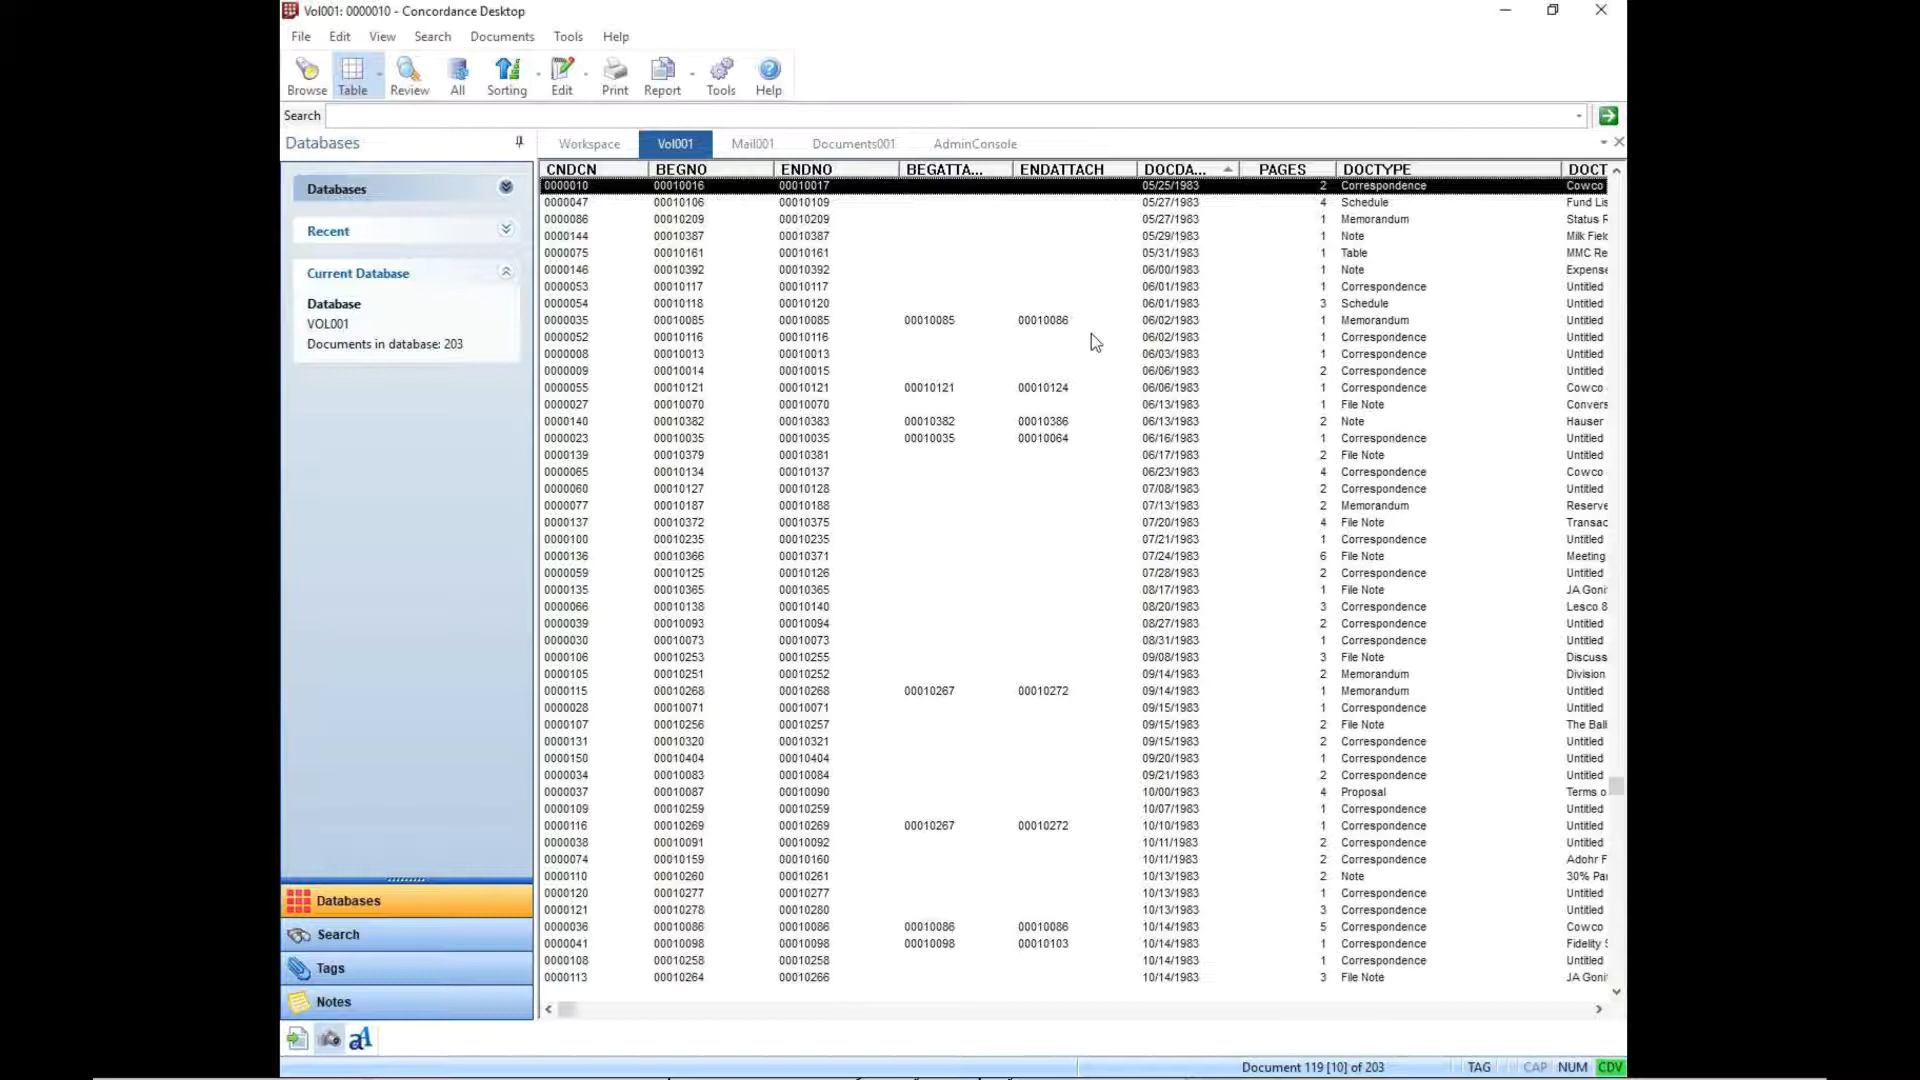 Vol001: 0000010 - Concordance Desktop
File Edit View Search Documents Tools Help
Browse Table Review All Sorting Edit Print Report Tools Help
Search
Databases
Workspace Vol001 Mail001 Documents001 AdminConsole
Databases
Recent
Current Database
Database
VOL001
Documents in database: 203
CNDCN BEGNO ENDNO BEGATTA... ENDATTACH DOCDA... PAGES DOCTYPE DOCT
0000010 00010016 00010017 05/25/1983 2 Correspondence Cowco
0000047 00010106 00010109 05/27/1983 4 Schedule Fund Lis
0000086 00010209 00010209 05/27/1983 1 Memorandum Status R
0000144 00010387 00010387 05/29/1983 1 Note Milk Fiek
0000075 00010161 00010161 05/31/1983 1 Table MMC Re
0000146 00010392 00010392 06/00/1983 1 Note Expense
0000053 00010117 00010117 06/01/1983 1 Correspondence Untitled
0000054 00010118 00010120 06/01/1983 3 Schedule Untitled
0000035 00010085 00010085 00010085 00010086 06/02/1983 1 Memorandum Untitled
0000052 00010116 00010116 06/02/1983 1 Correspondence Untitled
0000008 00010013 00010013 06/03/1983 1 Correspondence Untitled
0000009 00010014 00010015 06/06/1983 2 Correspondence Untitled
0000055 00010121 00010121 00010121 00010124 06/06/1983 1 Correspondence Cowco
0000027 00010070 00010070 06/13/1983 1 File Note Convers
0000140 00010382 00010383 00010382 00010386 06/13/1983 2 Note Hauser
0000023 00010035 00010035 00010035 00010064 06/16/1983 1 Correspondence Untitled
0000139 00010379 00010381 06/17/1983 2 File Note Untitled
0000065 00010134 00010137 06/23/1983 4 Correspondence Cowco
0000060 00010127 00010128 07/08/1983 2 Correspondence Untitled
0000077 00010187 00010188 07/13/1983 2 Memorandum Reserve
0000137 00010372 00010375 07/20/1983 4 File Note Transac
0000100 00010235 00010235 07/21/1983 1 Correspondence Untitled
0000136 00010366 00010371 07/24/1983 6 File Note Meeting
0000059 00010125 00010126 07/28/1983 2 Correspondence Untitled
0000135 00010365 00010365 08/17/1983 1 File Note JA Goni
0000066 00010138 00010140 08/20/1983 3 Correspondence Lesco 8
0000039 00010093 00010094 08/27/1983 2 Correspondence Untitled
0000030 00010073 00010073 08/31/1983 1 Correspondence Untitled
0000106 00010253 00010255 09/08/1983 3 File Note Discuss
0000105 00010251 00010252 09/14/1983 2 Memorandum Division
0000115 00010268 00010268 00010267 00010272 09/14/1983 1 Memorandum Untitled
0000028 00010071 00010071 09/15/1983 1 Correspondence Untitled
0000107 00010256 00010257 09/15/1983 2 File Note The Ball
0000131 00010320 00010321 09/15/1983 2 Correspondence Untitled
0000150 00010404 00010404 09/20/1983 1 Correspondence Untitled
0000034 00010083 00010084 09/21/1983 2 Correspondence Untitled
0000037 00010087 00010090 10/00/1983 4 Proposal Terms o
0000109 00010259 00010259 10/07/1983 1 Correspondence Untitled
0000116 00010269 00010269 00010267 00010272 10/10/1983 1 Correspondence Untitled
0000038 00010091 00010092 10/11/1983 2 Correspondence Untitled
0000074 00010159 00010160 10/11/1983 2 Correspondence Adohr F
0000110 00010260 00010261 10/13/1983 2 Note 30% Pa
0000120 00010277 00010277 10/13/1983 1 Correspondence Untitled
0000121 00010278 00010280 10/13/1983 3 Correspondence Untitled
0000036 00010086 00010086 00010086 00010086 10/14/1983 5 Correspondence Cowco
0000041 00010098 00010098 00010098 00010103 10/14/1983 1 Correspondence Fidelity S
0000108 00010258 00010258 10/14/1983 1 Correspondence Untitled
0000113 00010264 00010266 10/14/1983 3 File Note JA Goni
Databases
Search
Tags
Notes
Document 119 [10] of 203 TAG CAP NUM CDV